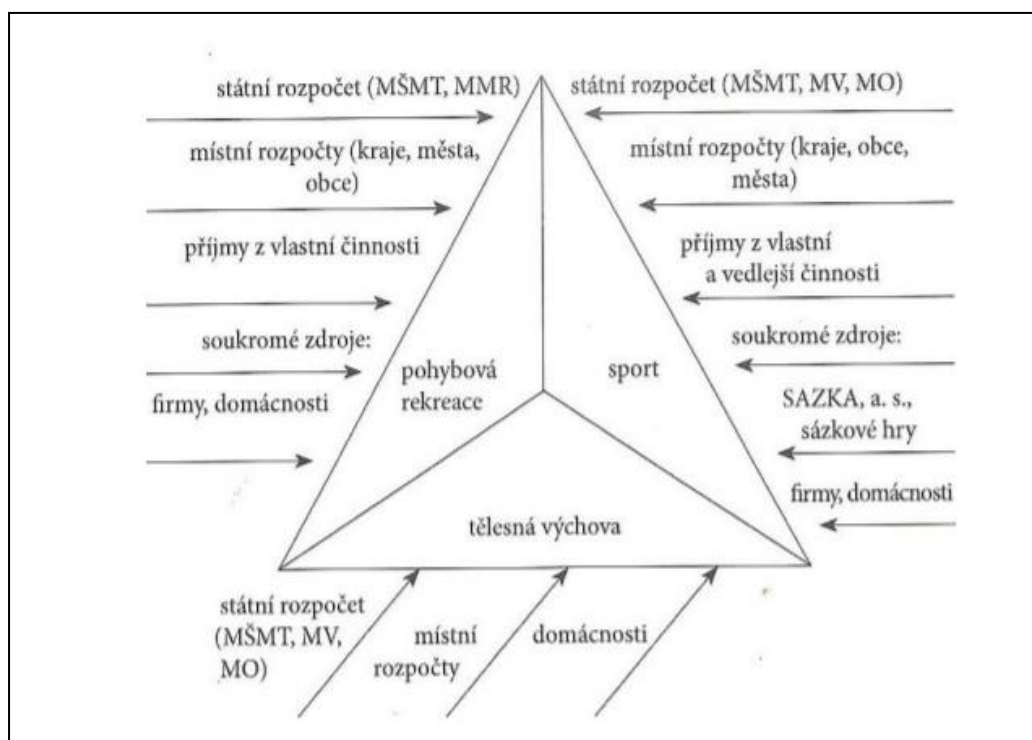 státní rozpočet (MŠMT, MMR)
místní rozpočty (kraje, města,
obce)
příjmy z vlastní činnosti
soukromé zdroje:
firmy, domácnosti
státní rozpočet (MŠMT, MV, MO)
místní rozpočty (kraje, obce,
města)
příjmy z vlastní
a vedlejší činnosti
soukromé zdroje:
SAZKA, a. s.,
sázkové hry
firmy, domácnosti
pohybová
rekreace
sport
tělesná výchova
státní rozpočet
(MŠMT, MV,
MO)
místní
rozpočty
domácnosti